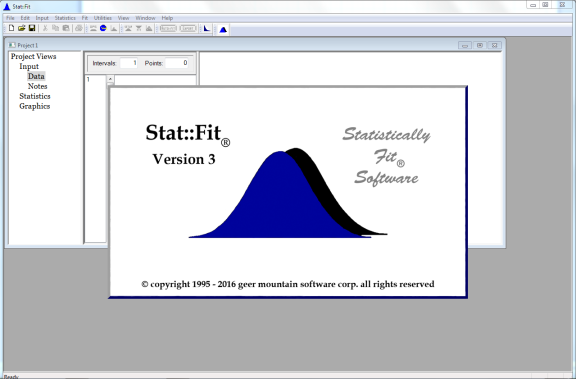 Stat::Fit
File Edit Input Statistics Fit Utilities View Window Help
Project1
Project Views
Input
Data
Notes
Statistics
Graphics
Intervals: 1 Points: 0
1
Stat::Fit®
Version 3
Statistically
Fit®
Software
© copyright 1995 - 2016 geer mountain software corp. all rights reserved
Ready